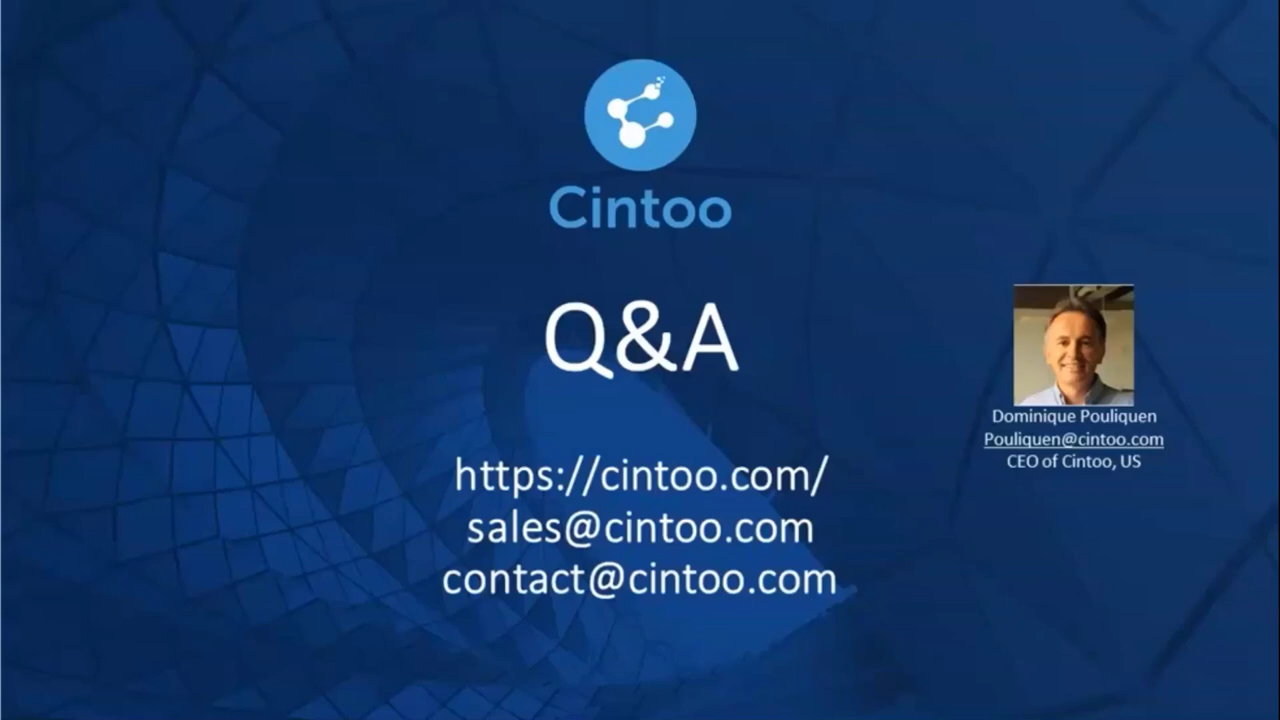 Cintoo
Q&A
https://cintoo.com/
sales@cintoo.com
contact@cintoo.com
Dominique Pouliquen
Pouliquen@cintoo.com
CEO of Cintoo, US